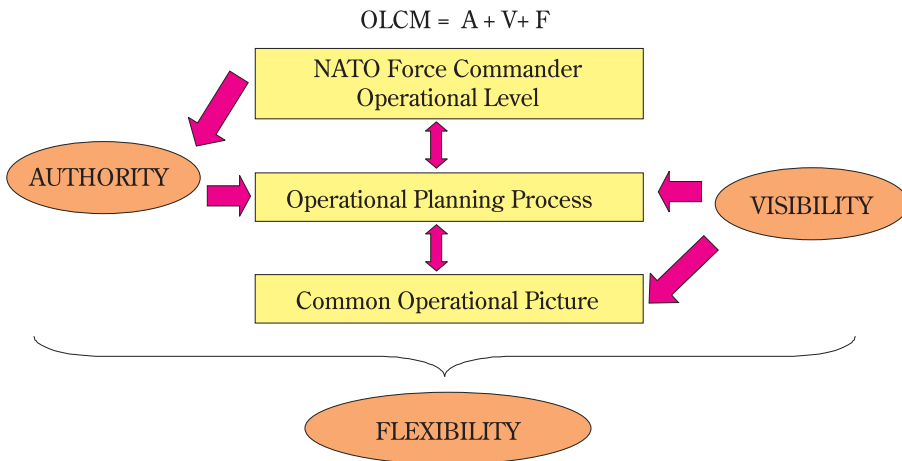 OLCM = A + V+ F
NATO Force Commander
Operational Level
AUTHORITY
Operational Planning Process
VISIBILITY
Common Operational Picture
FLEXIBILITY